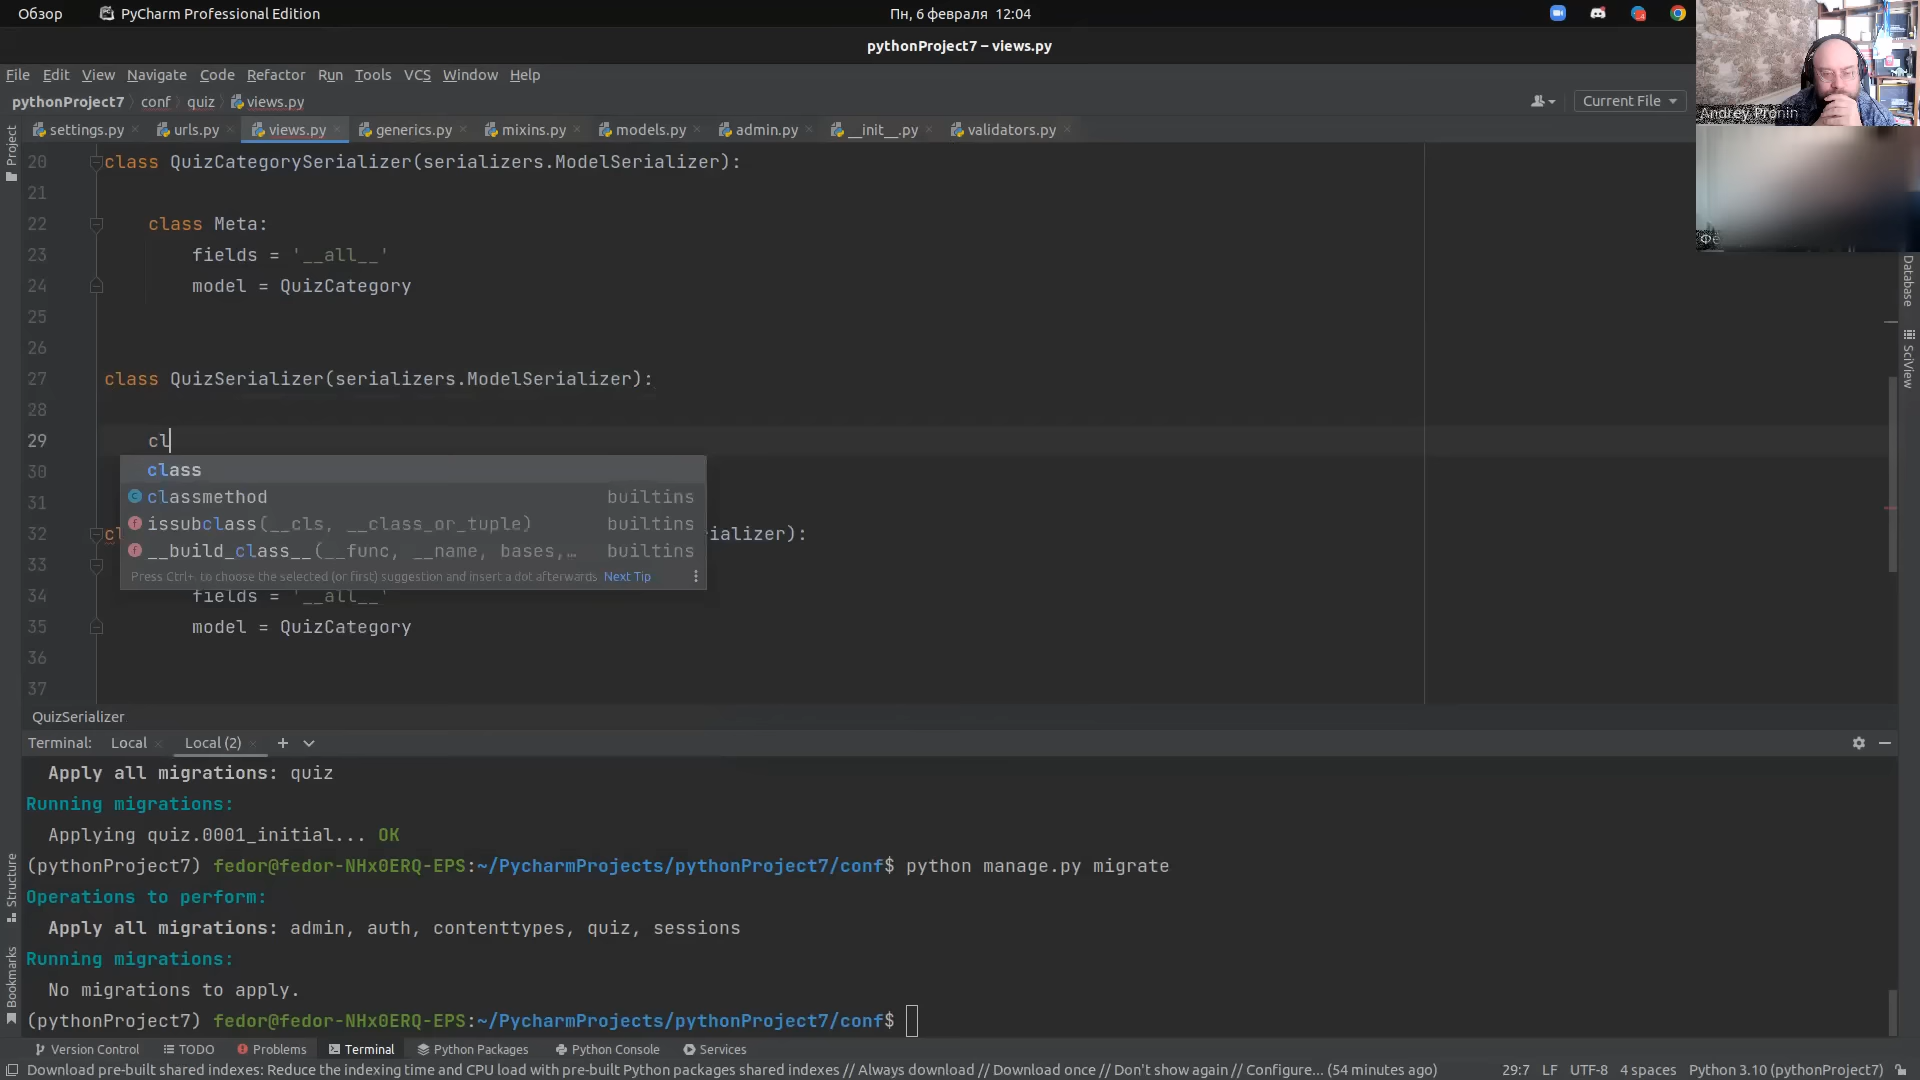 Обзор
PyCharm Professional Edition
Пн, 6 февраля 12:04
pythonProject7 – views.py
File Edit View Navigate Code Refactor Run Tools VCS Window Help
pythonProject7 conf quiz views.py
Current File
settings.py urls.py views.py generics.py mixins.py models.py admin.py __init__.py validators.py
Andrey Pronin
Project
Database
SciView
20 class QuizCategorySerializer(serializers.ModelSerializer):
21
22 class Meta:
23 fields = '__all__'
24 model = QuizCategory
25
26
27 class QuizSerializer(serializers.ModelSerializer):
28
29 cl
30
31
32 ializer):
33
34 fields = '__all__'
35 model = QuizCategory
36
37
class
classmethod builtins
issubclass(__cls, __class_or_tuple) builtins
__build_class__(__func, __name, bases,… builtins
Press Ctrl+. to choose the selected (or first) suggestion and insert a dot afterwards Next Tip
QuizSerializer
Terminal: Local Local (2)
Apply all migrations: quiz
Running migrations:
Applying quiz.0001_initial... OK
(pythonProject7) fedor@fedor-NHx0ERQ-EPS:~/PycharmProjects/pythonProject7/conf$ python manage.py migrate
Operations to perform:
Apply all migrations: admin, auth, contenttypes, quiz, sessions
Running migrations:
No migrations to apply.
(pythonProject7) fedor@fedor-NHx0ERQ-EPS:~/PycharmProjects/pythonProject7/conf$
Structure
Bookmarks
Version Control TODO Problems Terminal Python Packages Python Console Services
Download pre-built shared indexes: Reduce the indexing time and CPU load with pre-built Python packages shared indexes // Always download // Download once // Don't show again // Configure... (54 minutes ago)
29:7 LF UTF-8 4 spaces Python 3.10 (pythonProject7)